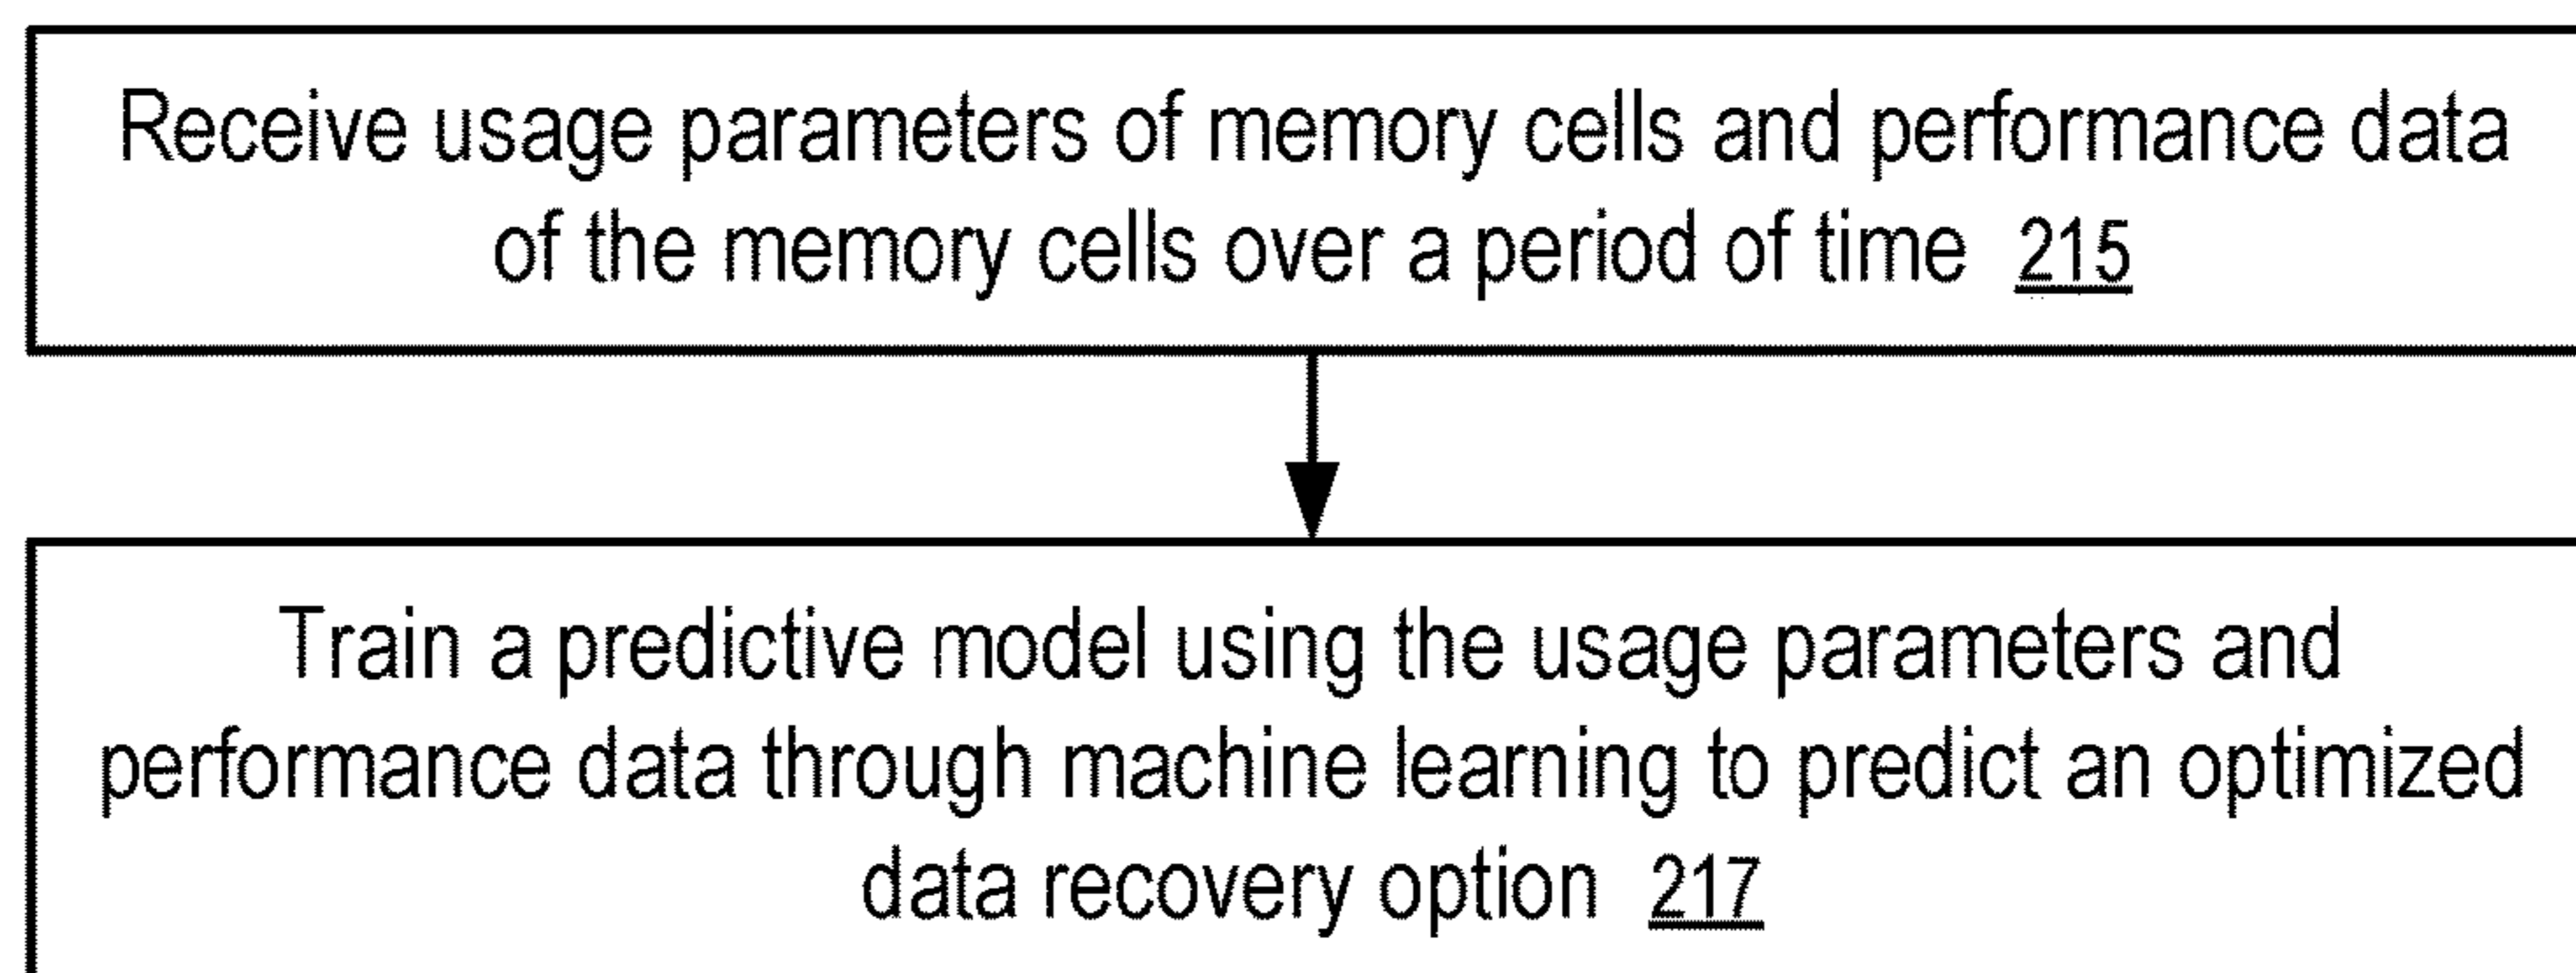 Receive usage parameters of memory cells and performance data
of the memory cells over a period of time 215
Train a predictive model using the usage parameters and
performance data through machine learning to predict an optimized
data recovery option 217